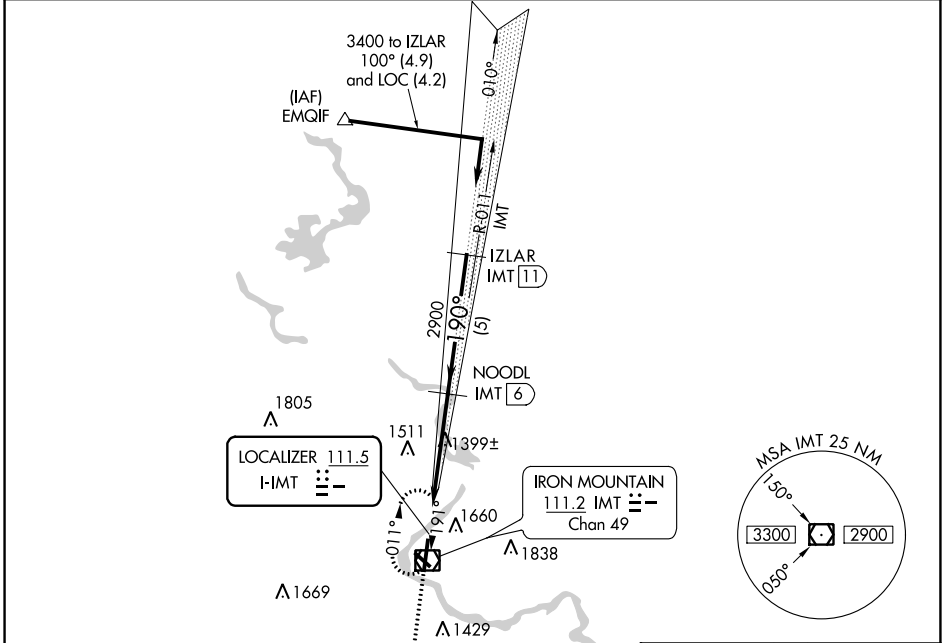 3400 to IZLAR
100° (4.9)
and LOC (4.2)
(IAF)
EMQIF
010°
R-011
IMT
IZLAR
IMT 11
2900
190°
(5)
NOODL
IMT 6
1805
1511
1399±
LOCALIZER 111.5
I-IMT
IRON MOUNTAIN
111.2 IMT
Chan 49
011°
191°
1660
1838
1669
1429
MSA IMT 25 NM
150°
3300
2900
050°